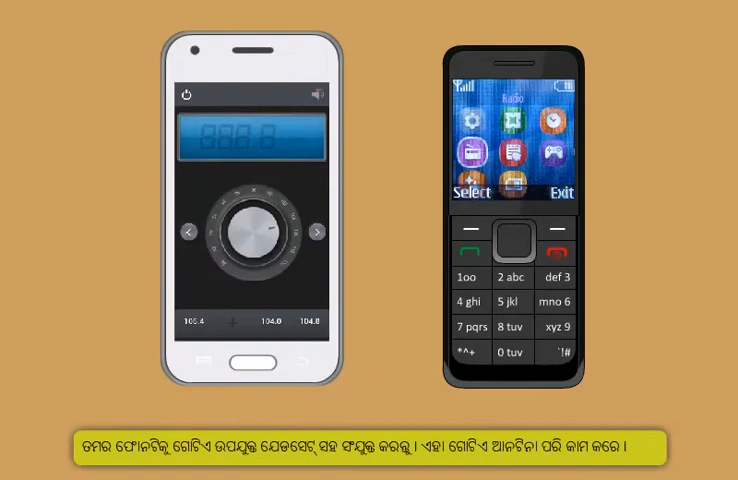 Radio
Select Exit
105.4 + 104.0 104.8
1oo 2 abc def 3
4 ghi 5 jkl mno 6
7 pqrs 8 tuv xyz 9
*^+ 0 tuv `!#
ତମର ଫୋନଟିକୁ ଗୋଟିଏ ଉପଯୁକ୍ତ ହେଡସେଟ୍ ସହ ସଂଯୁକ୍ତ କରନ୍ତୁ । ଏହା ଗୋଟିଏ ଆନଟିନା ପରି କାମ କରେ ।